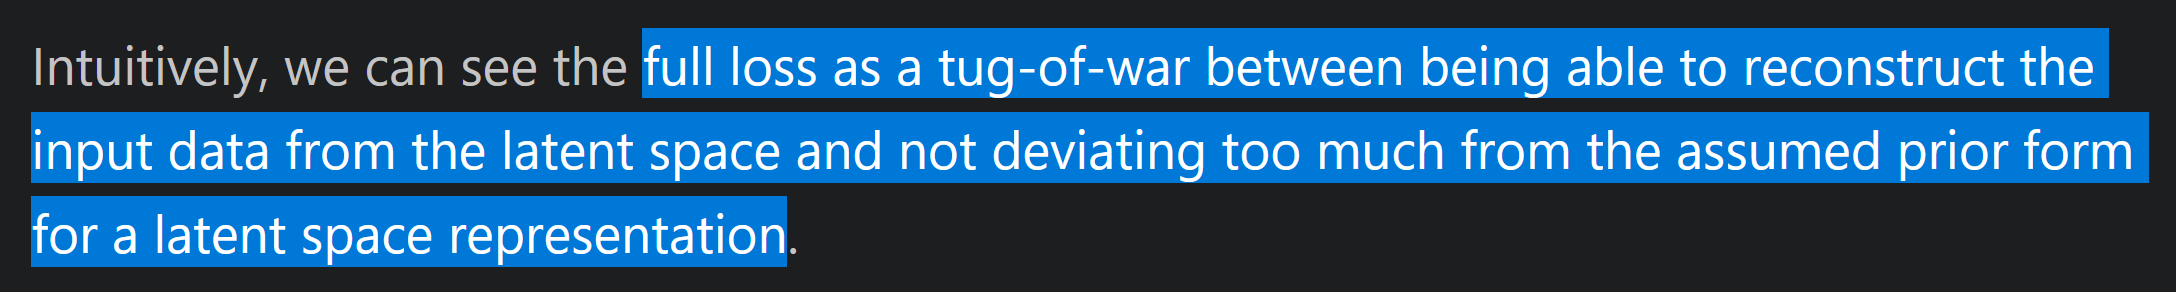 Intuitively, we can see the full loss as a tug-of-war between being able to reconstruct the
input data from the latent space and not deviating too much from the assumed prior form
for a latent space representation.